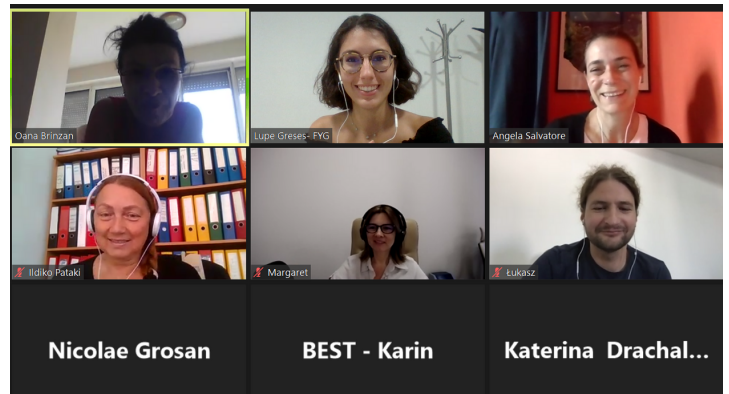 Oana Brinzan
Lupe Greses- FYG
Angela Salvatore
Ildiko Pataki
Margaret
Łukasz
Nicolae Grosan
BEST - Karin
Katerina Drachal...